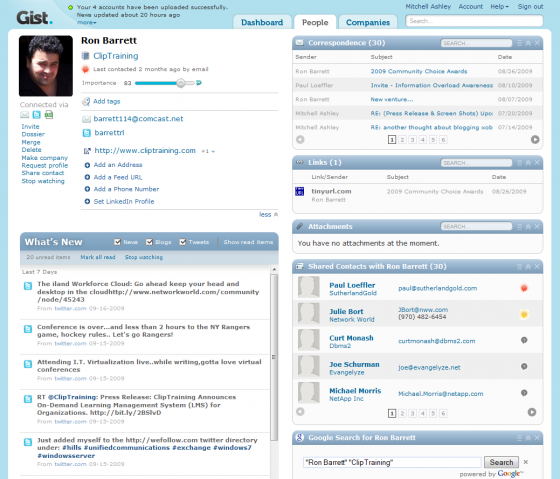 Gist.
Your 4 accounts have been uploaded successfully.
News updated about 20 hours ago
more
Mitchell Ashley Account Help Sign out
Dashboard People Companies
Search...
Ron Barrett
ClipTraining
Last contacted 2 months ago by email
Importance 83
Connected via
Invite
Dossier
Merge
Delete
Make company
Request profile
Share contact
Stop watching
Add tags
barrett114@comcast.net
barrettrl
http://www.cliptraining.com +1
Add an Address
Add a Feed URL
Add a Phone Number
Set LinkedIn Profile
less
What's New News Blogs Tweets Show read items
20 unread items Mark all read Stop watching
Last 7 Days
The iland Workforce Cloud: Go ahead keep your head and
desktop in the cloudhttp://www.networkworld.com/community
/node/45243
From twitter.com 09-16-2009
Conference is over...and less than 2 hours to the NY Rangers
game, hockey rules.. Let's go Rangers!
From twitter.com 09-15-2009
Attending I.T. Virtualization live..while writing,gotta love virtual
conferences
From twitter.com 09-15-2009
RT @ClipTraining: Press Release: ClipTraining Announces
On-Demand Learning Management System (LMS) for
Organizations. http://bit.ly/2BSlvD
From twitter.com 09-15-2009
Just added myself to the http://wefollow.com twitter directory
under: #hills #unifiedcommunications #exchange #windows7
#windowsserver
From twitter.com 09-15-2009
Correspondence (30) SEARCH...
Sender Subject Date
Ron Barrett 2009 Community Choice Awards 08/26/2009
Paul Loeffler Invite - Information Overload Awareness 08/20/2009
Ron Barrett New venture... 08/10/2009
Mitchell Ashley RE: (Press Release & Screen Shots) Upco 07/20/2009
Mitchell Ashley RE: another thought about blogging wob 07/14/2009
1 2 3 4 5 6
Links (1)
Link/Sender Subject Date
tinyurl.com 2009 Community Choice Awards 08/26/2009
Ron Barrett
Attachments SEARCH...
You have no attachments at the moment.
Shared Contacts with Ron Barrett (30)
Paul Loeffler paul@sutherlandgold.com
SutherlandGold
Julie Bort JBort@nww.com
Network World (970) 482-6454
Curt Monash curtmonash@dbms2.com
Dbms2
Joe Schurman joe@evangelyze.net
Evangelyze
Michael Morris Michael.Morris@netapp.com
NetApp Inc
1 2 3 4 5 6
Google Search for Ron Barrett
"Ron Barrett" "ClipTraining" Search
powered by Google